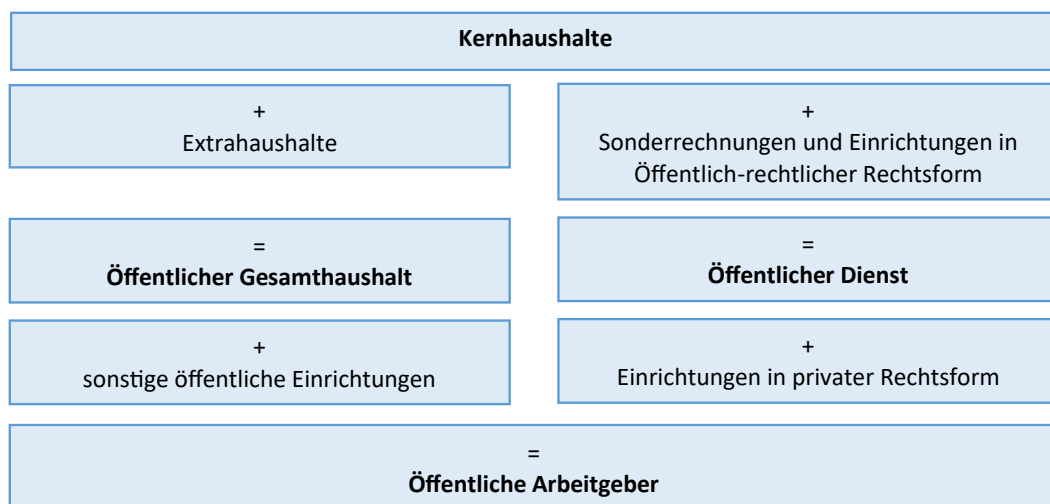 Kernhaushalte
+
Extrahaushalte
+
Sonderrechnungen und Einrichtungen in
Öffentlich-rechtlicher Rechtsform
=
Öffentlicher Gesamthaushalt
=
Öffentlicher Dienst
+
sonstige öffentliche Einrichtungen
+
Einrichtungen in privater Rechtsform
=
Öffentliche Arbeitgeber